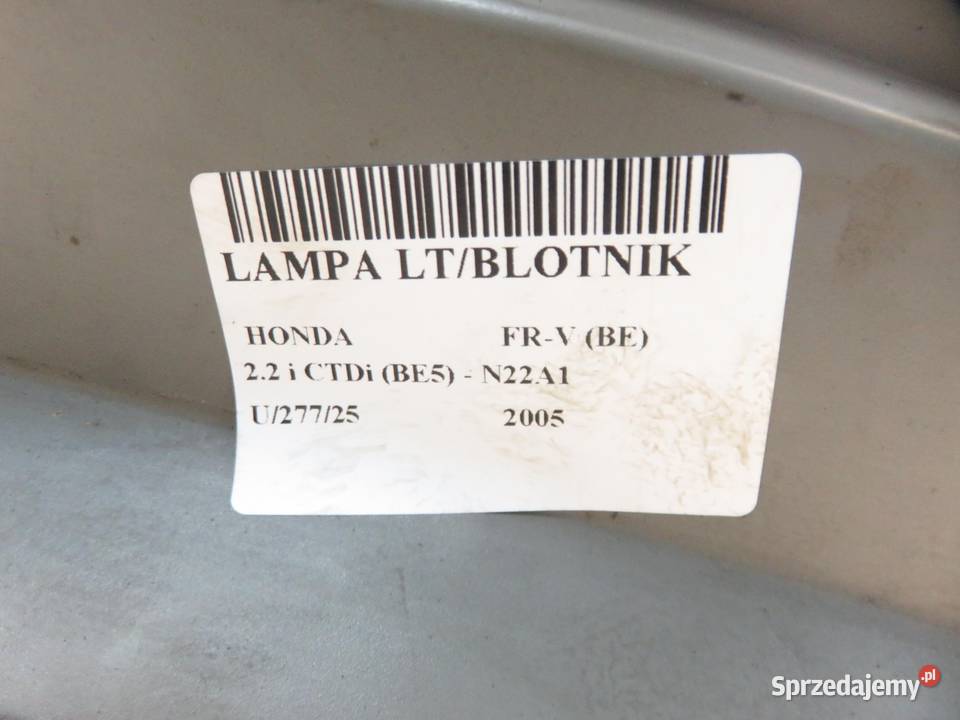 LAMPA LT/BLOTNIK
HONDA FR-V (BE)
2.2 i CTDi (BE5) - N22A1
U/277/25 2005
Sprzedajemy.pl